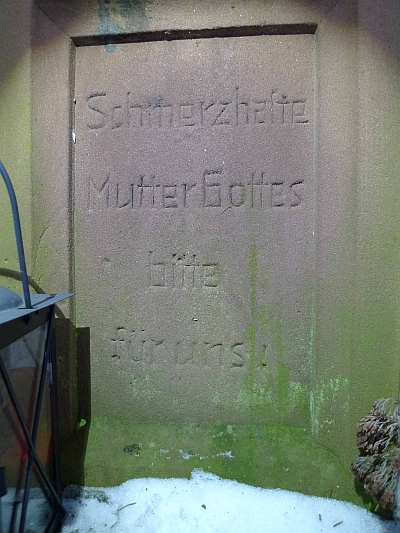 Schmerzhafte
Mutter Gottes
bitte
für uns!